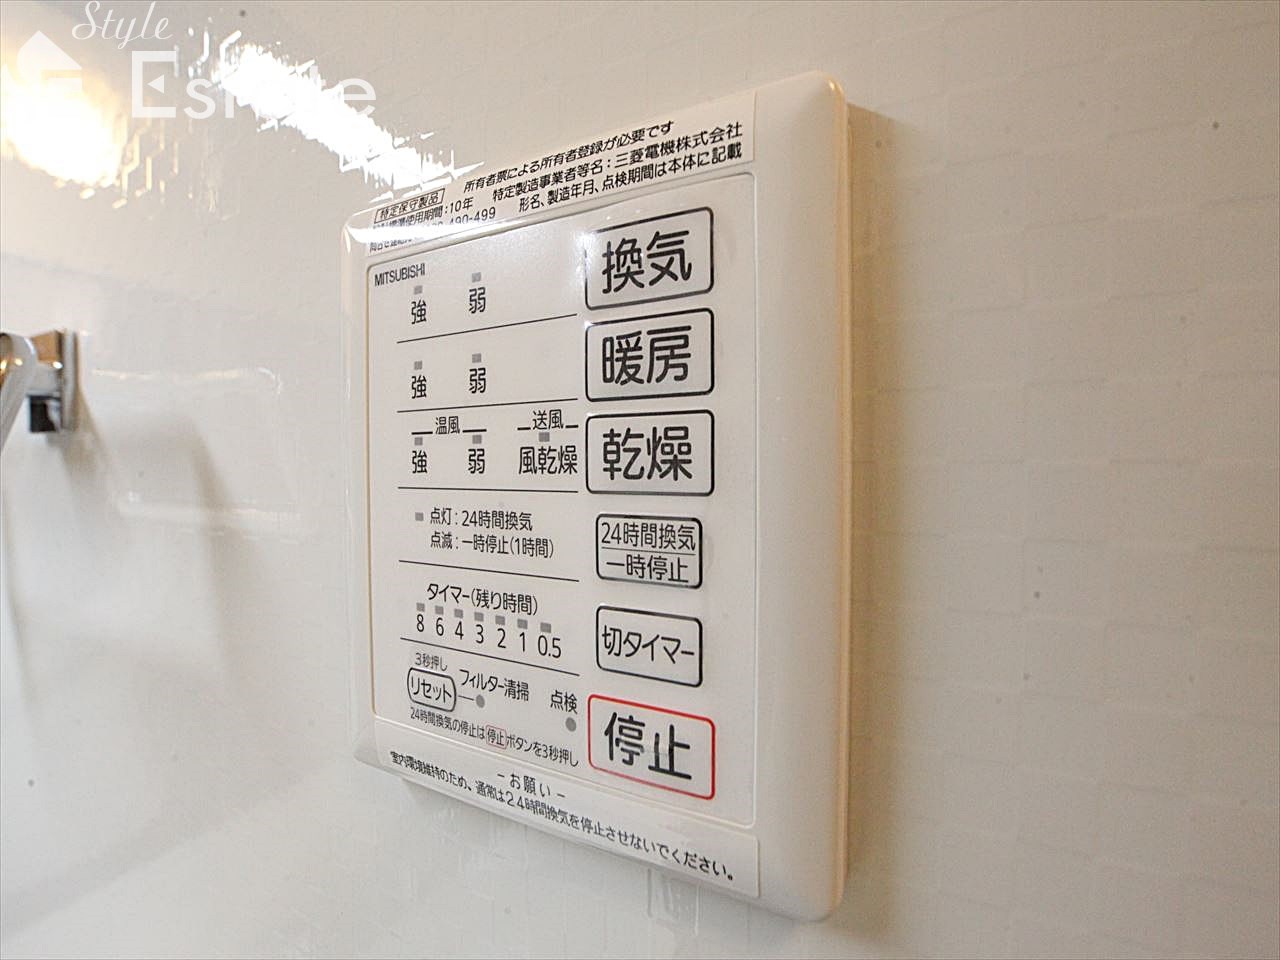 Style
Estate
所有者票による所有者登録が必要です
特定保守製品
特定製造事業者等名：三菱電機株式会社
使用期間：10年
形名、製造年月、点検期間は本体に記載
490-499
MITSUBISHI
強 弱
換気
強 弱
暖房
温風 送風
強 弱 風乾燥
乾燥
点灯：24時間換気
点滅：一時停止(1時間)
24時間換気
一時停止
タイマー(残り時間)
8 6 4 3 2 1 0.5
切タイマー
3秒押し
リセット フィルター清掃 点検
24時間換気の停止は停止ボタンを3秒押し
停止
－お願い－
室内環境維持のため、通常は24時間換気を停止させないでください。